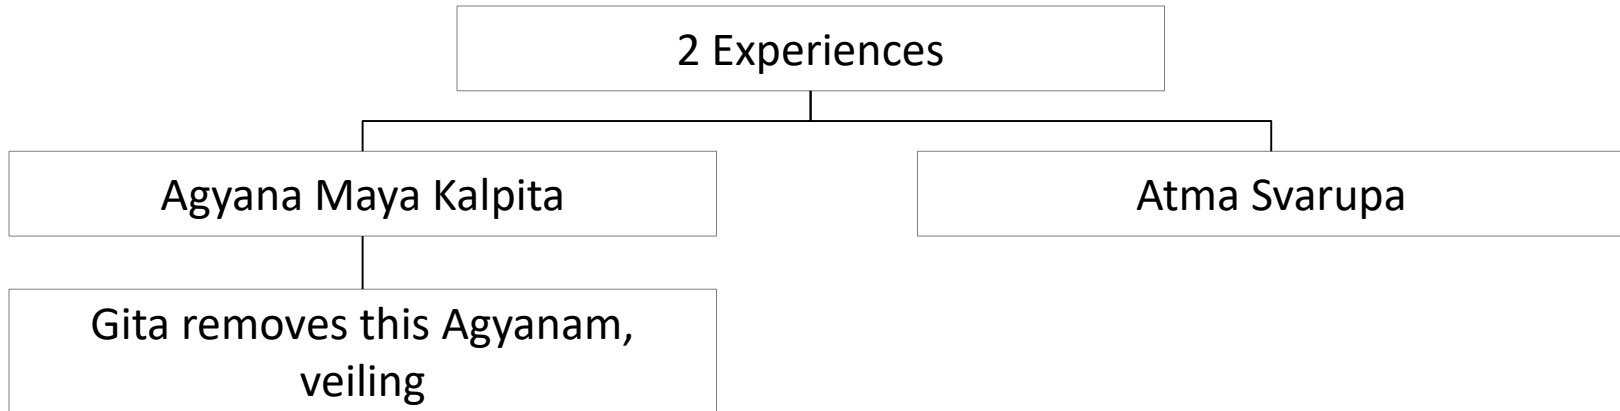 2 Experiences
Agyana Maya Kalpita
Atma Svarupa
Gita removes this Agyanam,
veiling